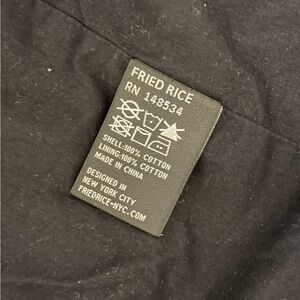 FRIED RICE
RN 148534
SHELL:100% COTTON
LINING:100% COTTON
MADE IN CHINA
DESIGNED IN
NEW YORK CITY
FRIEDRICE-NYC.COM